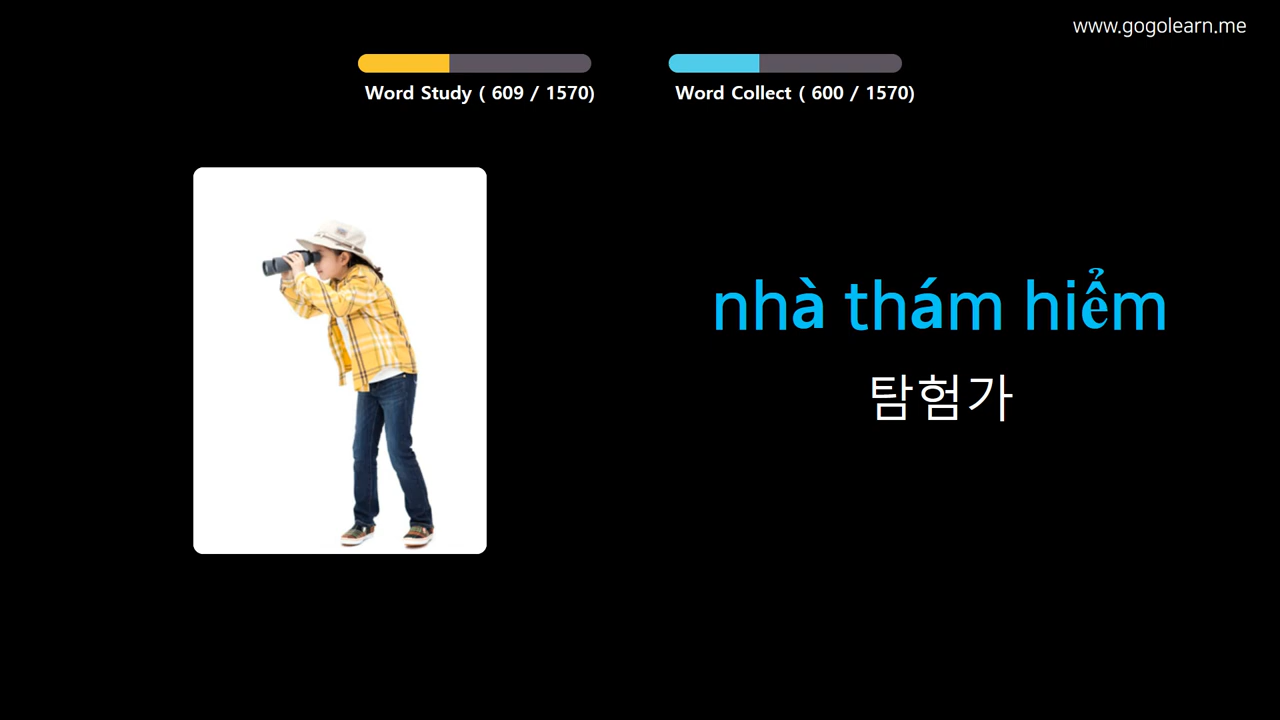 www.gogolearn.me
Word Study ( 609 / 1570)
Word Collect ( 600 / 1570)
nhà thám hiểm
탐험가